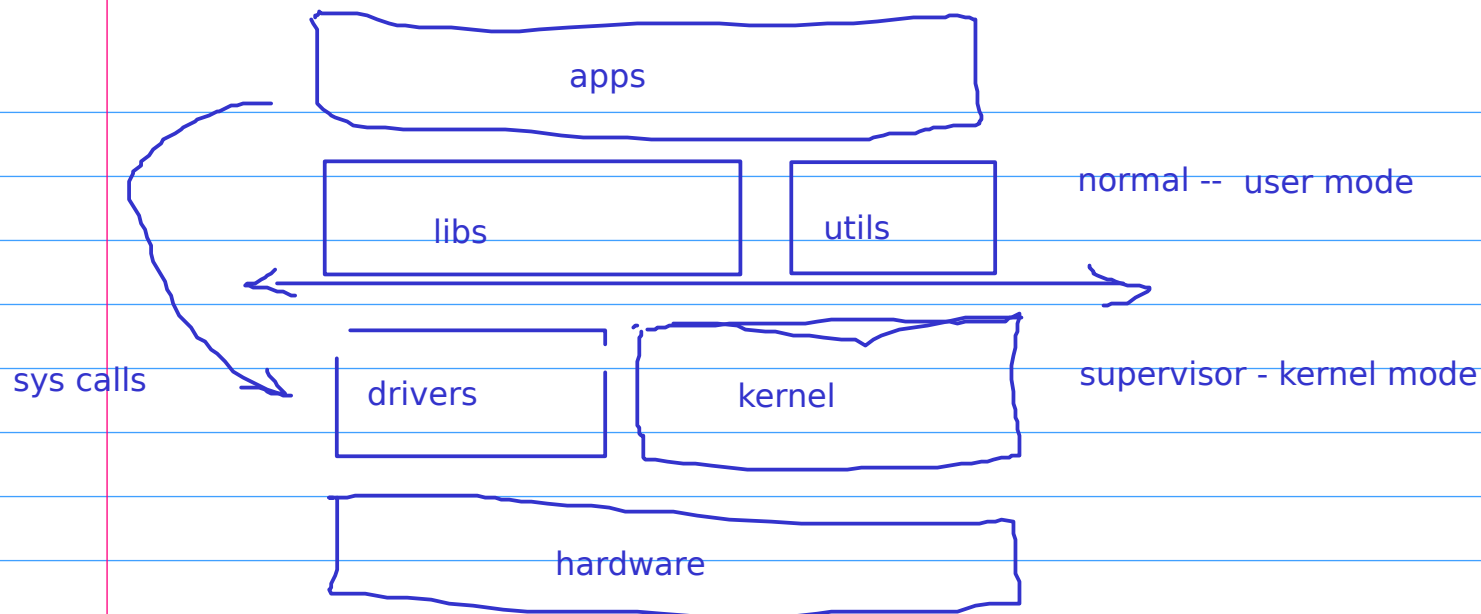 apps
libs
utils
normal -- user mode
sys calls
drivers
kernel
supervisor - kernel mode
hardware